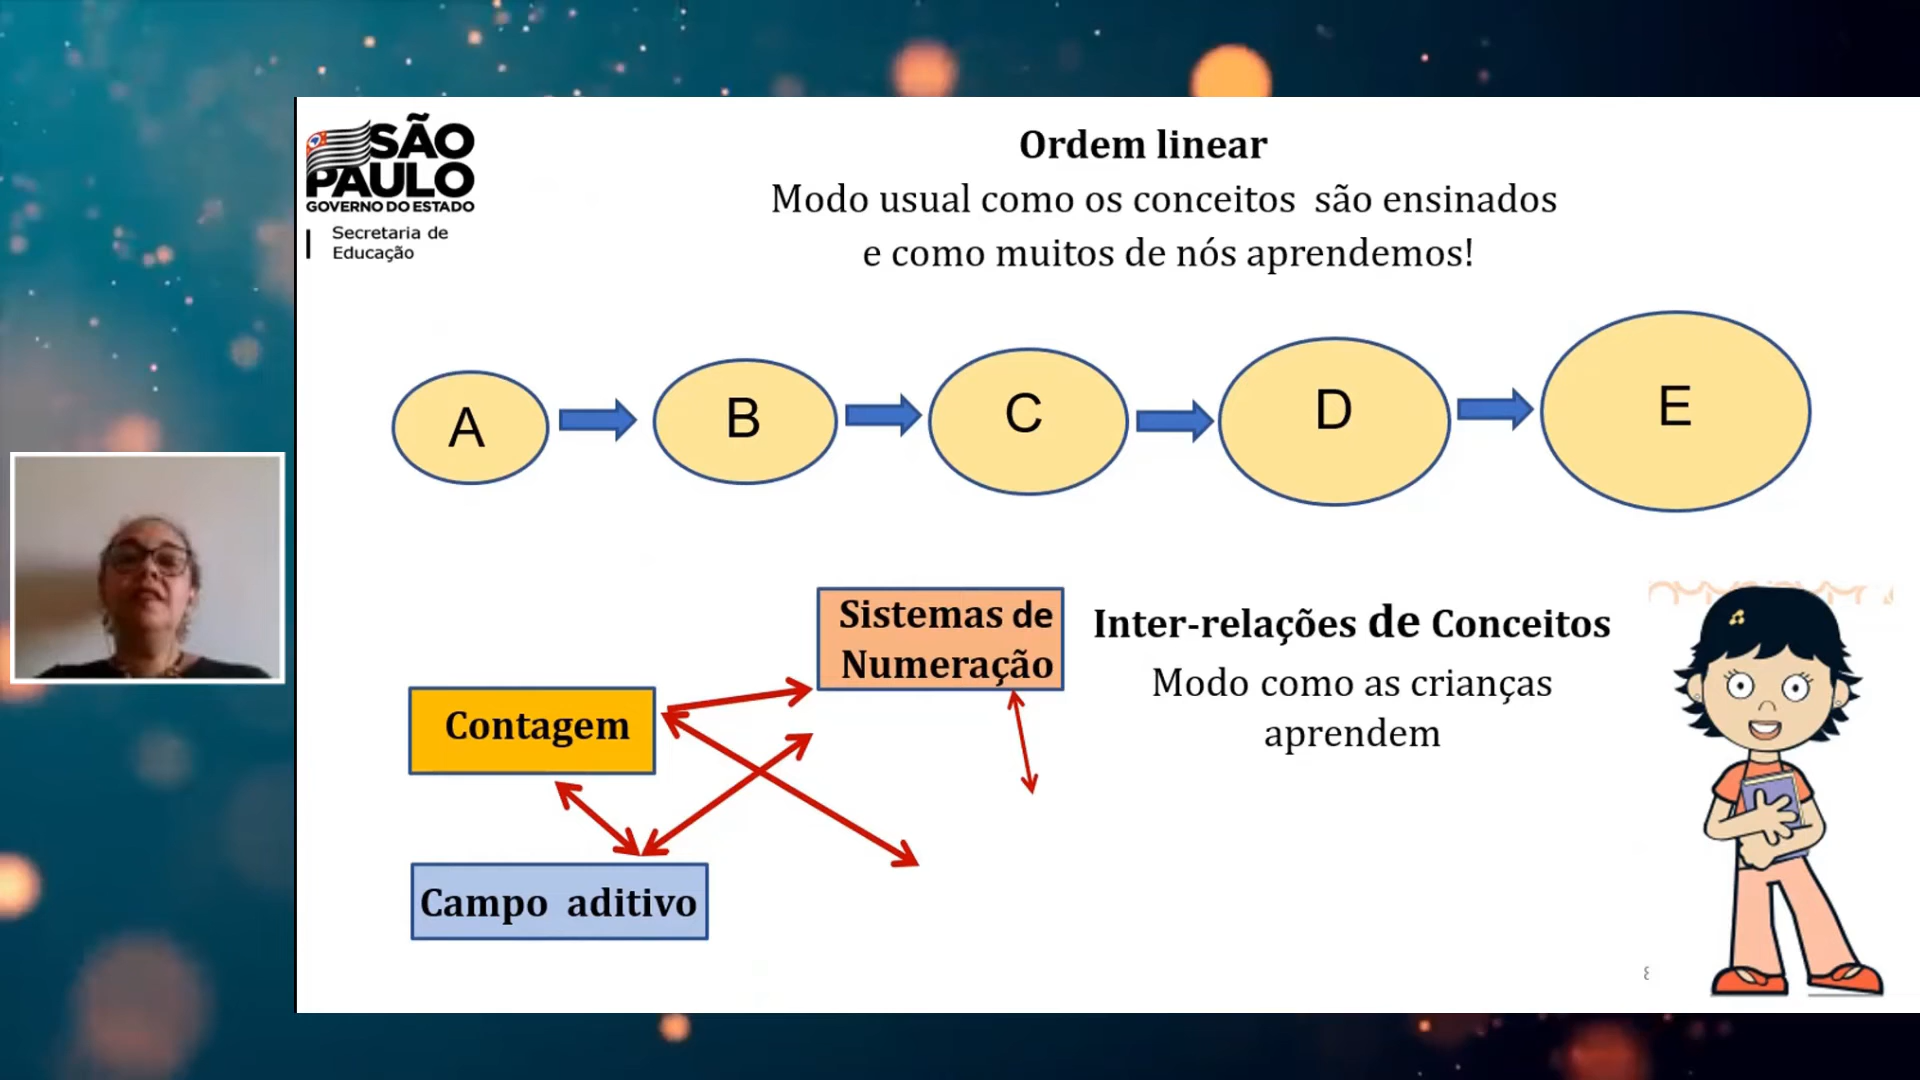 SÃO
PAULO
GOVERNO DO ESTADO
Secretaria de
Educação
Ordem linear
Modo usual como os conceitos são ensinados
e como muitos de nós aprendemos!
A
B
C
D
E
Sistemas de
Numeração
Contagem
Campo aditivo
Inter-relações de Conceitos
Modo como as crianças
aprendem